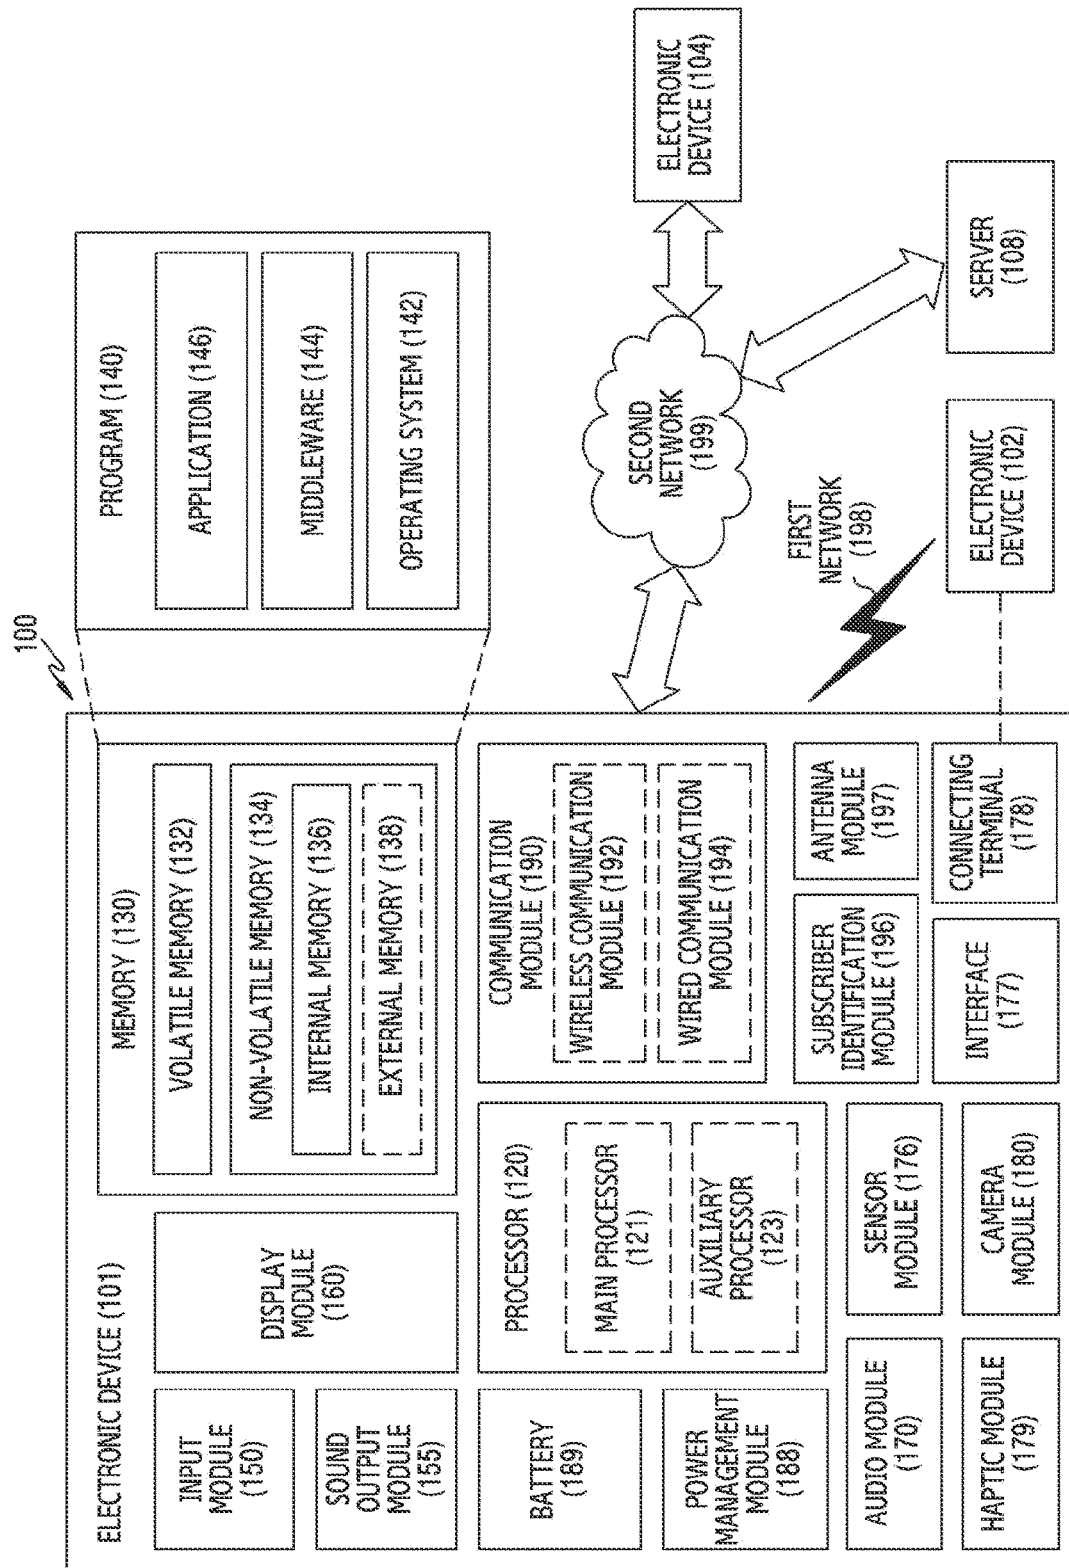 100
ELECTRONIC DEVICE (101)
INPUT
MODULE
(150)
SOUND
OUTPUT
MODULE
(155)
DISPLAY
MODULE
(160)
MEMORY (130)
VOLATILE MEMORY (132)
NON-VOLATILE MEMORY (134)
INTERNAL MEMORY (136)
EXTERNAL MEMORY (138)
PROGRAM (140)
APPLICATION (146)
MIDDLEWARE (144)
OPERATING SYSTEM (142)
BATTERY
(189)
POWER
MANAGEMENT
MODULE
(188)
PROCESSOR (120)
MAIN PROCESSOR
(121)
AUXILIARY
PROCESSOR
(123)
COMMUNICATION
MODULE (190)
WIRELESS COMMUNICATION
MODULE (192)
WIRED COMMUNICATION
MODULE (194)
SECOND
NETWORK
(199)
ELECTRONIC
DEVICE (104)
AUDIO MODULE
(170)
SENSOR
MODULE (176)
SUBSCRIBER
IDENTIFICATION
MODULE (196)
ANTENNA
MODULE
(197)
FIRST
NETWORK
(198)
HAPTIC MODULE
(179)
CAMERA
MODULE (180)
INTERFACE
(177)
CONNECTING
TERMINAL
(178)
ELECTRONIC
DEVICE (102)
SERVER
(108)